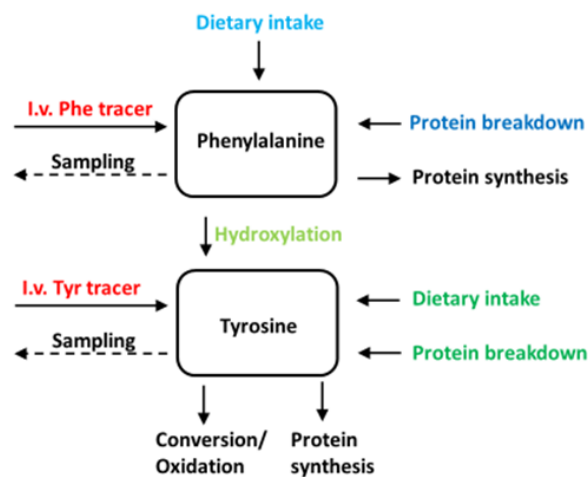 Dietary intake
I.v. Phe tracer
Phenylalanine
Protein breakdown
Sampling
Protein synthesis
Hydroxylation
I.v. Tyr tracer
Tyrosine
Dietary intake
Sampling
Protein breakdown
Conversion/
Oxidation
Protein
synthesis